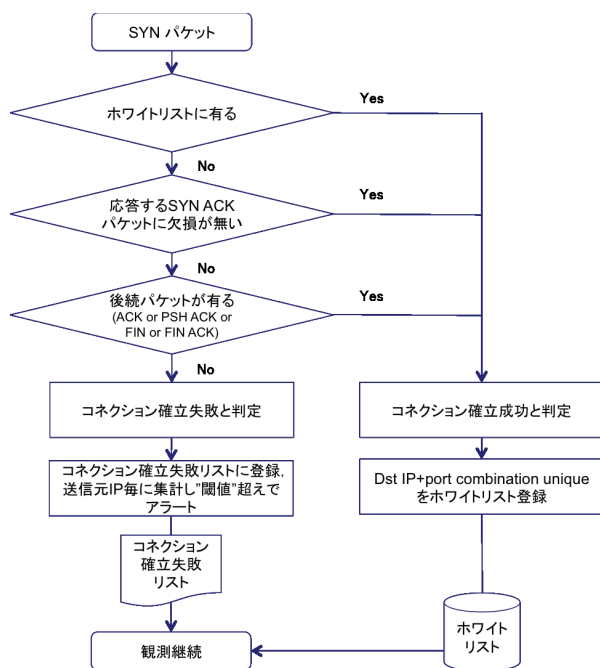 SYN パケット
ホワイトリストに有る
Yes
No
応答するSYN ACK
パケットに欠損が無い
Yes
No
後続パケットが有る
(ACK or PSH ACK or
FIN or FIN ACK)
Yes
No
コネクション確立失敗と判定
コネクション確立成功と判定
コネクション確立失敗リストに登録,
送信元IP毎に集計し"閾値"超えで
アラート
Dst IP+port combination unique
をホワイトリスト登録
コネクション
確立失敗
リスト
ホワイト
リスト
観測継続